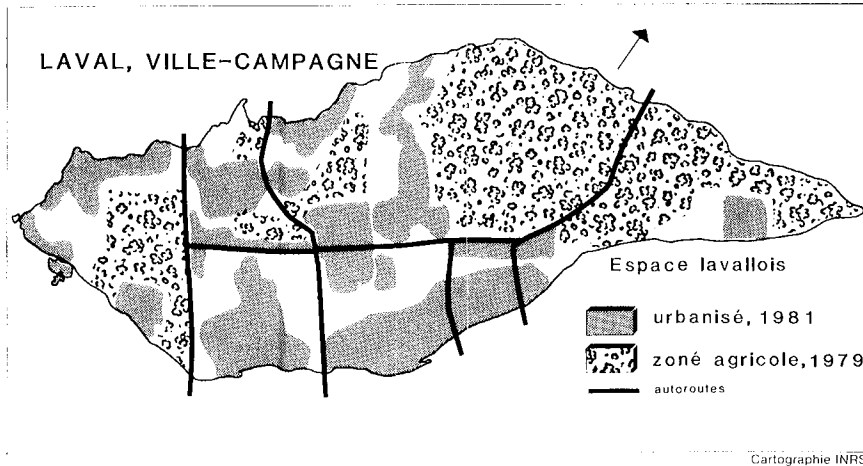 LAVAL, VILLE-CAMPAGNE
Espace lavallois
urbanisé, 1981
zoné agricole, 1979
autoroutes
Cartographie INRS